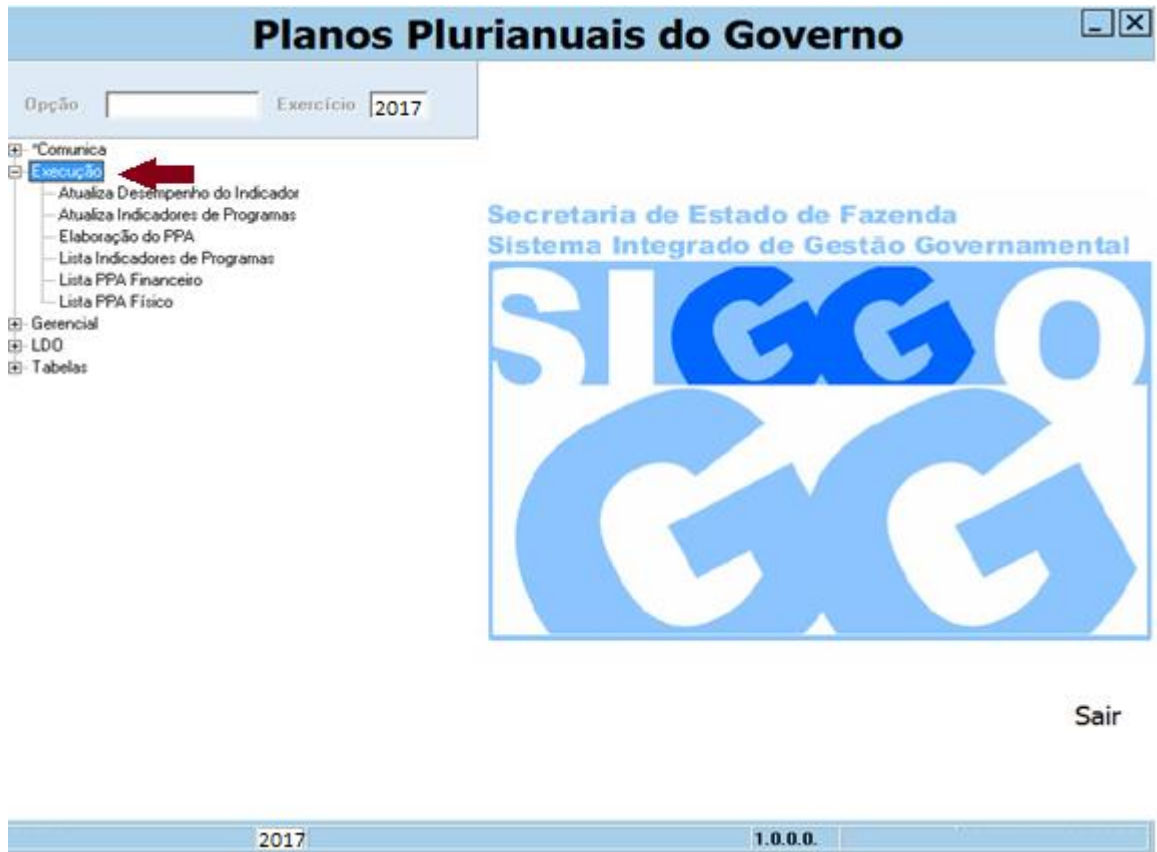 Planos Plurianuais do Governo
Opção
Exercício 2017
*Comunica
Execução
Atualiza Desempenho do Indicador
Atualiza Indicadores de Programas
Elaboração do PPA
Lista Indicadores de Programas
Lista PPA Financeiro
Lista PPA Físico
Gerencial
LDO
Tabelas
Secretaria de Estado de Fazenda
Sistema Integrado de Gestão Governamental
SIGGO
GG
Sair
2017
1.0.0.0.